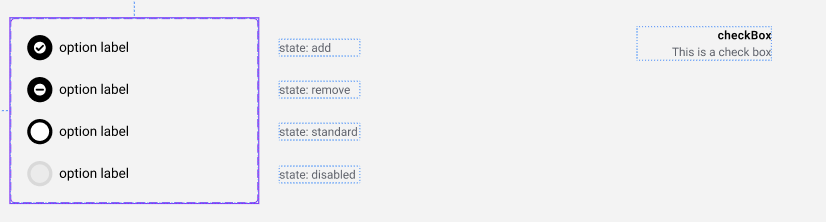 option label
state: add
option label
state: remove
option label
state: standard
option label
state: disabled
checkBox
This is a check box